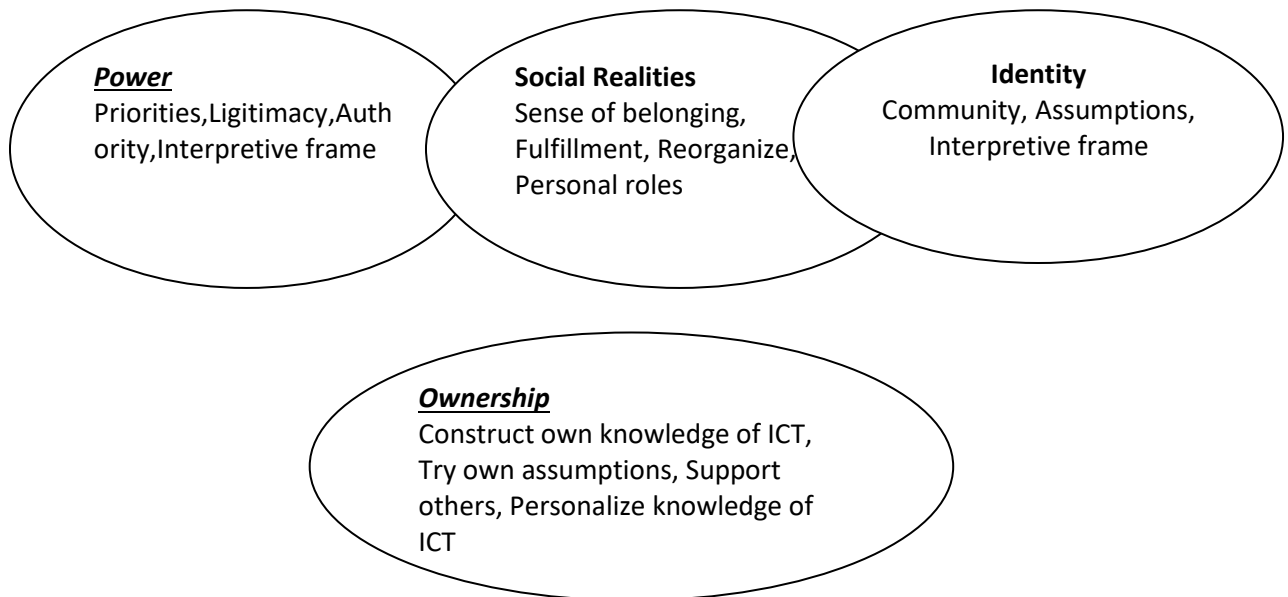 Power
Priorities,Ligitimacy,Auth
ority,Interpretive frame
Social Realities
Sense of belonging,
Fulfillment, Reorganize,
Personal roles
Identity
Community, Assumptions,
Interpretive frame
Ownership
Construct own knowledge of ICT,
Try own assumptions, Support
others, Personalize knowledge of
ICT